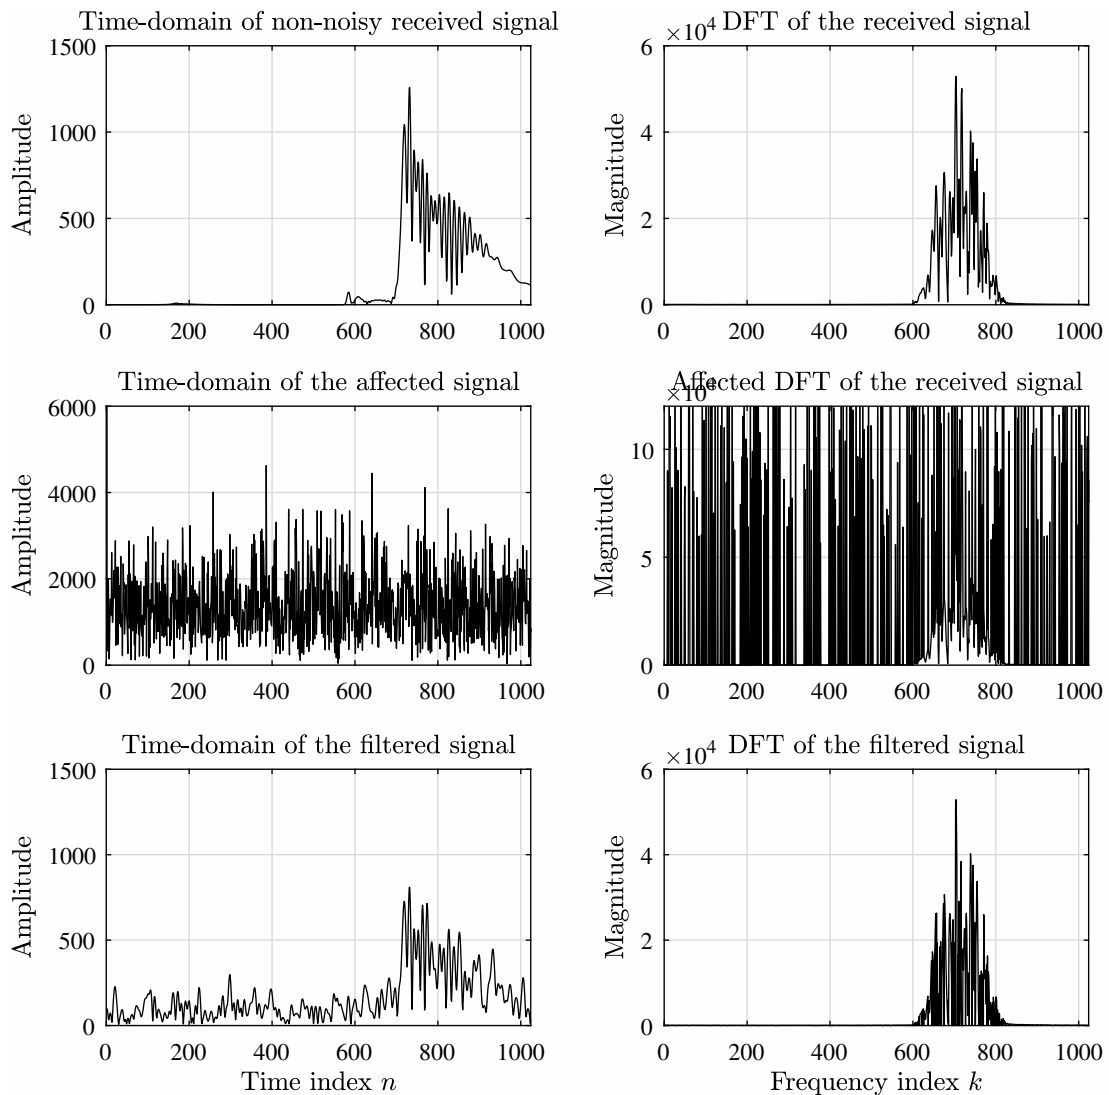 Time-domain of non-noisy received signal
Amplitude
1500
1000
500
0
0 200 400 600 800 1000
DFT of the received signal
×10⁴
Magnitude
6
4
2
0
0 200 400 600 800 1000
Time-domain of the affected signal
Amplitude
6000
4000
2000
0
0 200 400 600 800 1000
Affected DFT of the received signal
×10⁴
Magnitude
10
5
0
0 200 400 600 800 1000
Time-domain of the filtered signal
Amplitude
1500
1000
500
0
0 200 400 600 800 1000
Time index n
DFT of the filtered signal
×10⁴
Magnitude
6
4
2
0
0 200 400 600 800 1000
Frequency index k